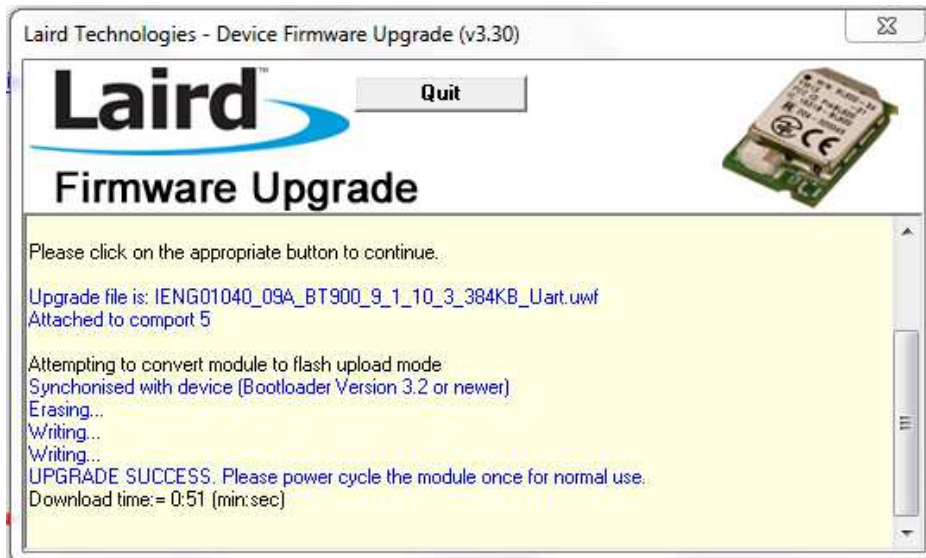 Laird Technologies - Device Firmware Upgrade (v3.30)
Laird™
Quit
Firmware Upgrade
Please click on the appropriate button to continue.
Upgrade file is: IENG01040_09A_BT900_9_1_10_3_384KB_Uart.uwf
Attached to comport 5
Attempting to convert module to flash upload mode
Synchonised with device (Bootloader Version 3.2 or newer)
Erasing...
Writing...
Writing...
UPGRADE SUCCESS. Please power cycle the module once for normal use.
Download time:= 0:51 (min:sec)